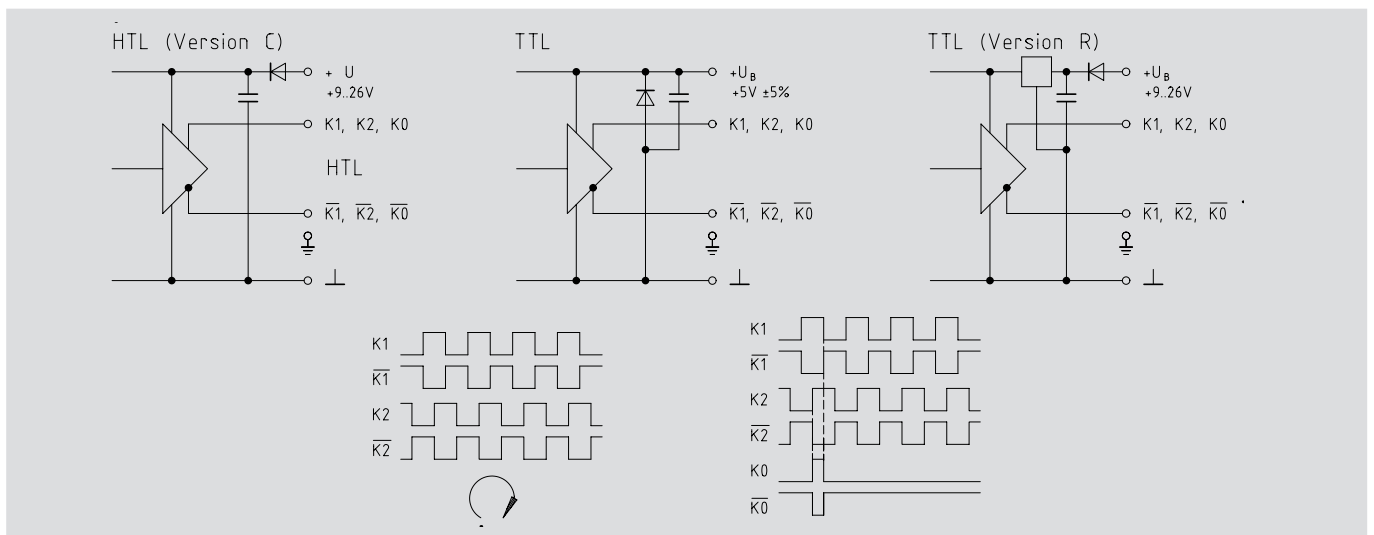 HTL (Version C)
+ U
+9..26V
K1, K2, K0
HTL
K̅1̅, K̅2̅, K̅0̅
TTL
+U_B
+5V ±5%
K1, K2, K0
K̅1̅, K̅2̅, K̅0̅
TTL (Version R)
+U_B
+9..26V
K1, K2, K0
K̅1̅, K̅2̅, K̅0̅
K1
K̅1̅
K2
K̅2̅
K1
K̅1̅
K2
K̅2̅
K0
K̅0̅